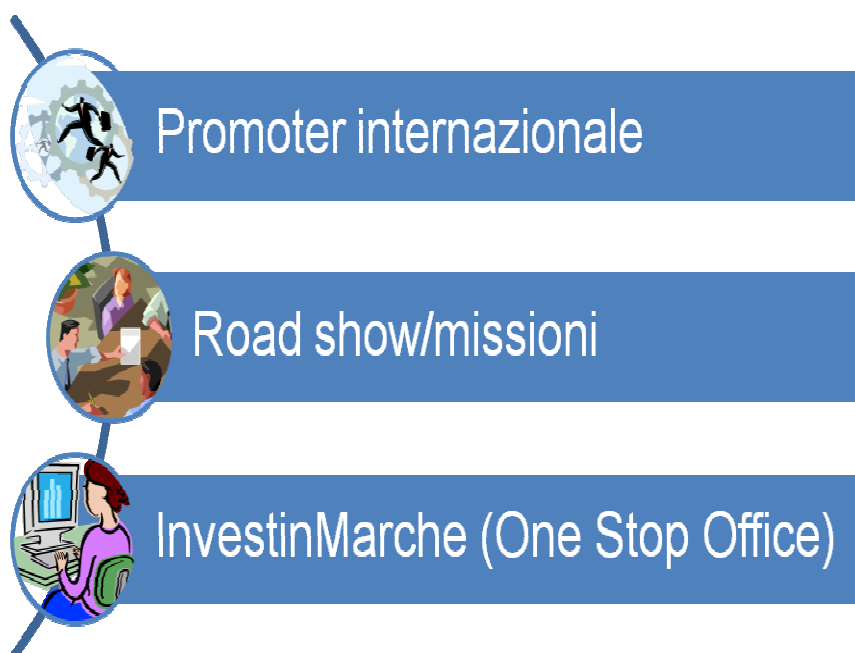 Promoter internazionale
Road show/missioni
InvestinMarche (One Stop Office)